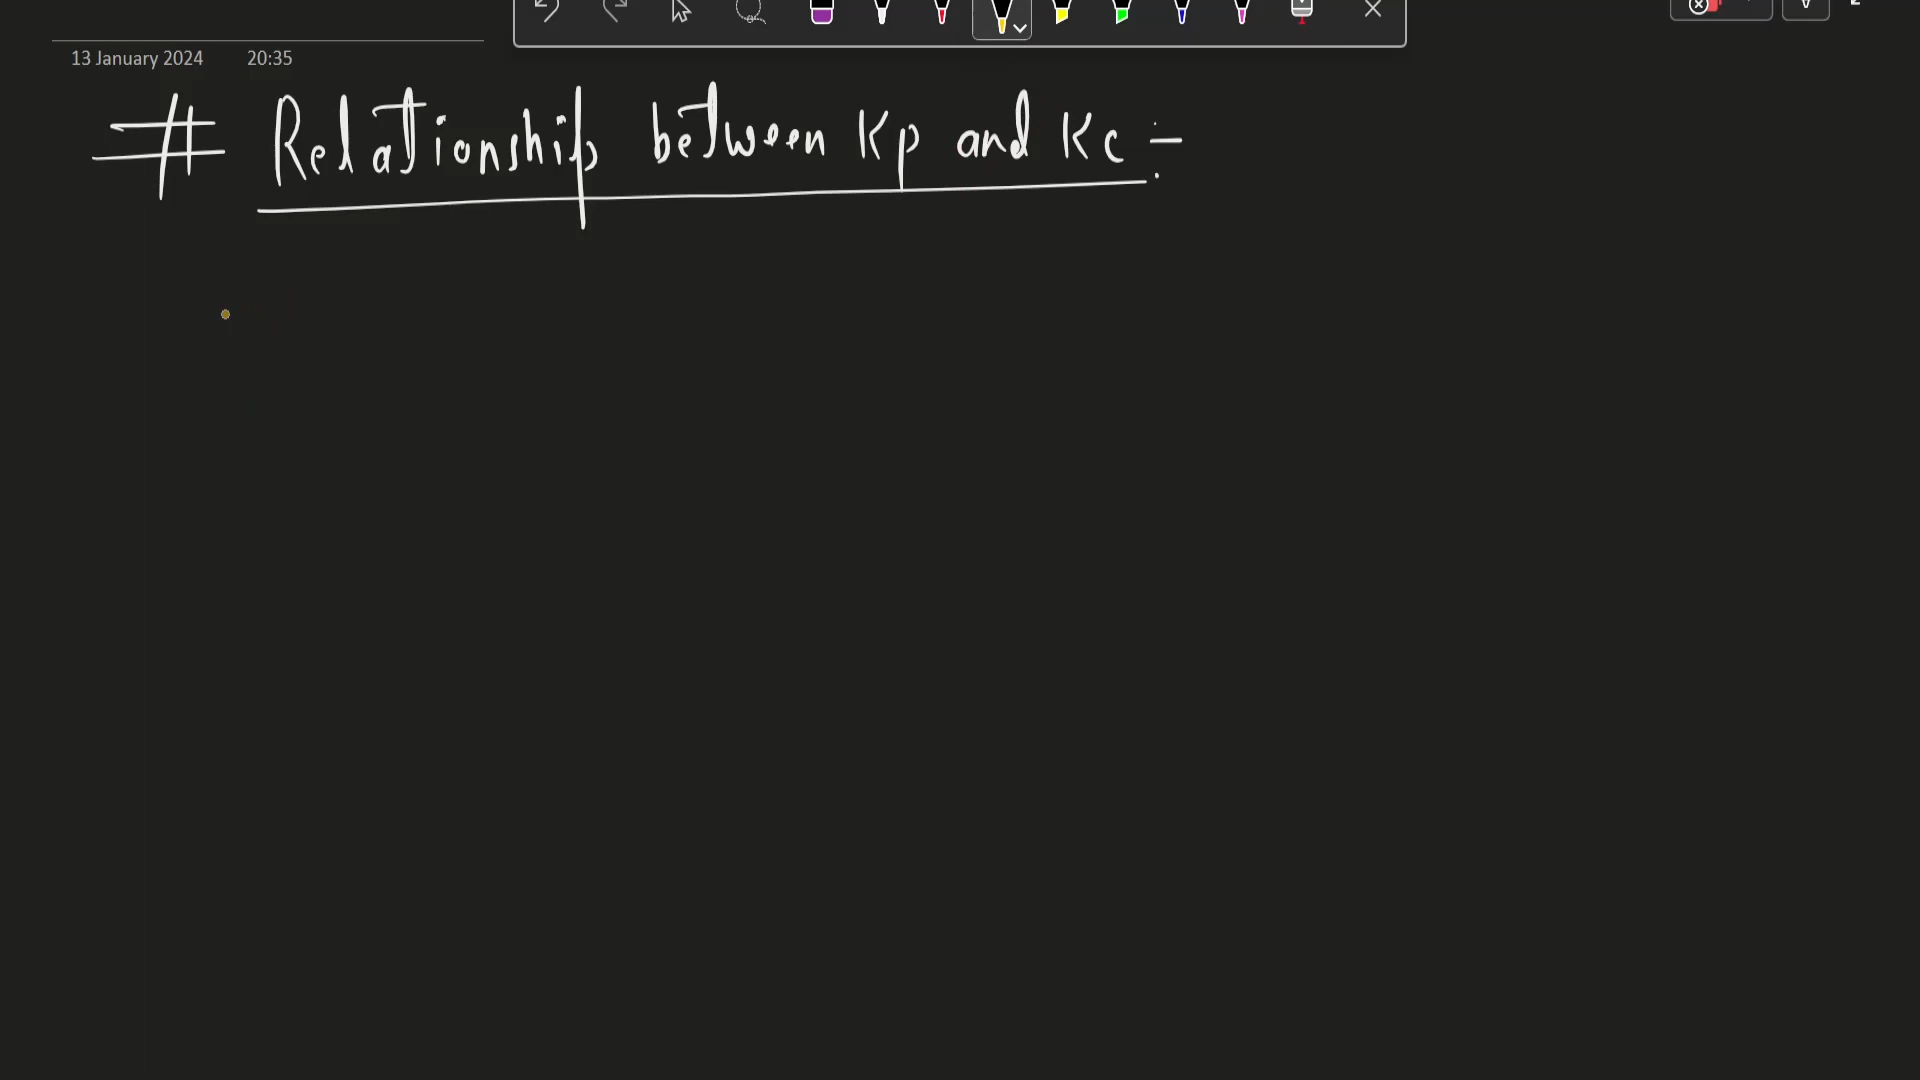 13 January 2024 20:35
# Relationship between Kp and Kc :-